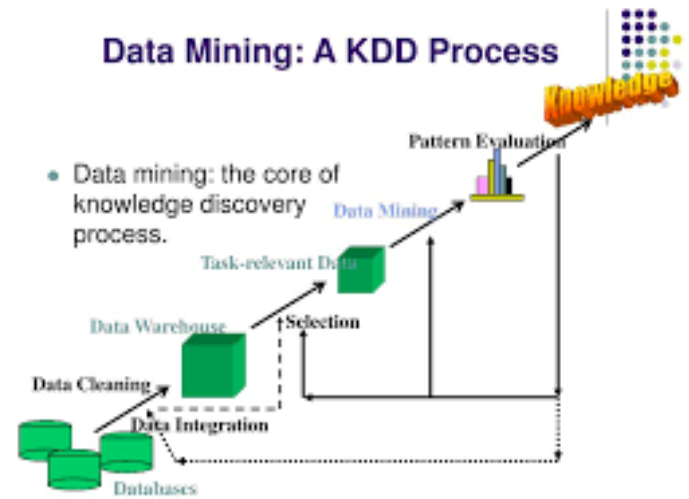 Data Mining: A KDD Process
Knowledge
Pattern Evaluation
Data mining: the core of
knowledge discovery
process.
Data Mining
Task-relevant Data
Data Warehouse
Selection
Data Cleaning
Data Integration
Databases